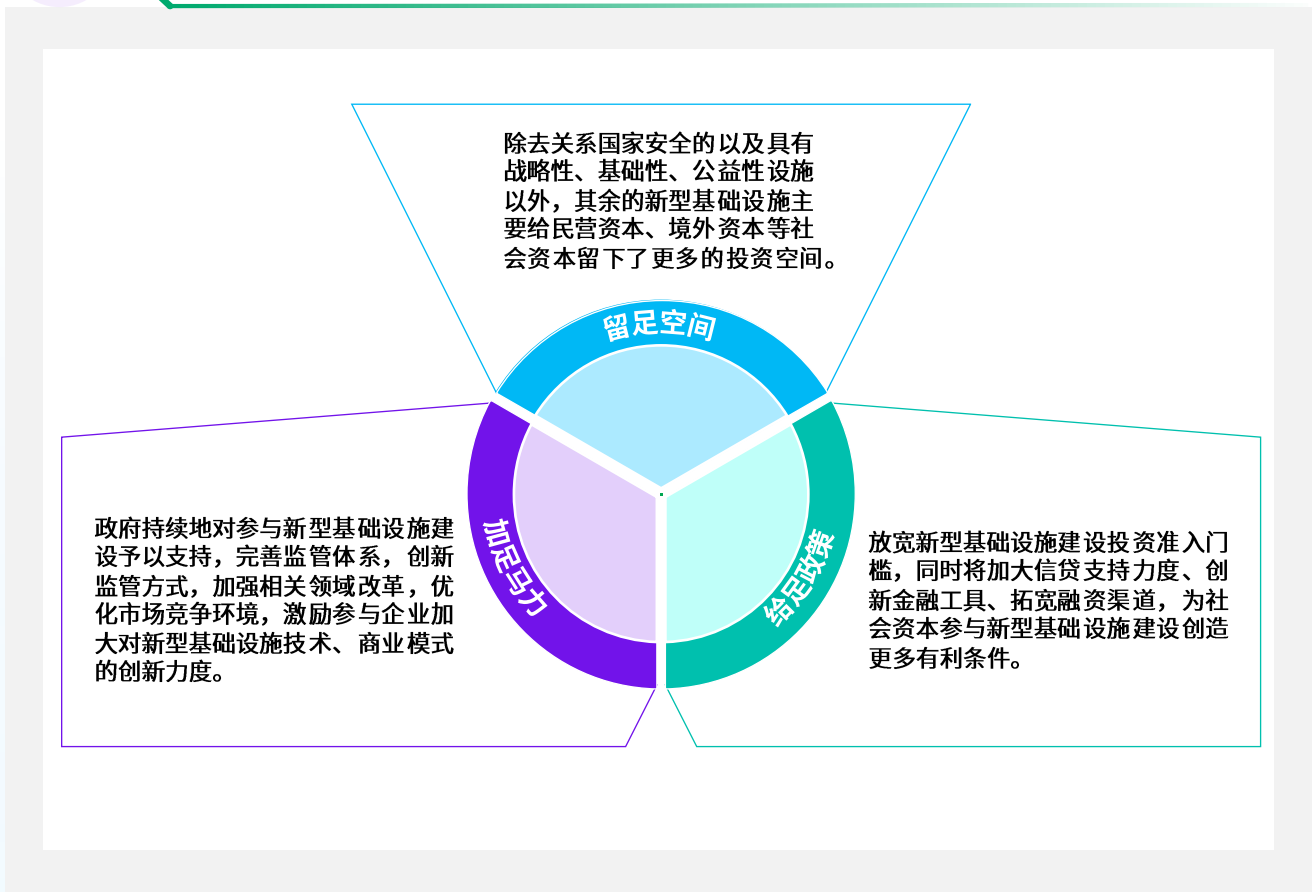 除去关系国家安全的以及具有
战略性、基础性、公益性设施
以外，其余的新型基础设施主
要给民营资本、境外资本等社
会资本留下了更多的投资空间。
留足空间
加足马力
给足政策
政府持续地对参与新型基础设施建
设予以支持，完善监管体系，创新
监管方式，加强相关领域改革，优
化市场竞争环境，激励参与企业加
大对新型基础设施技术、商业模式
的创新力度。
放宽新型基础设施建设投资准入门
槛，同时将加大信贷支持力度、创
新金融工具、拓宽融资渠道，为社
会资本参与新型基础设施建设创造
更多有利条件。